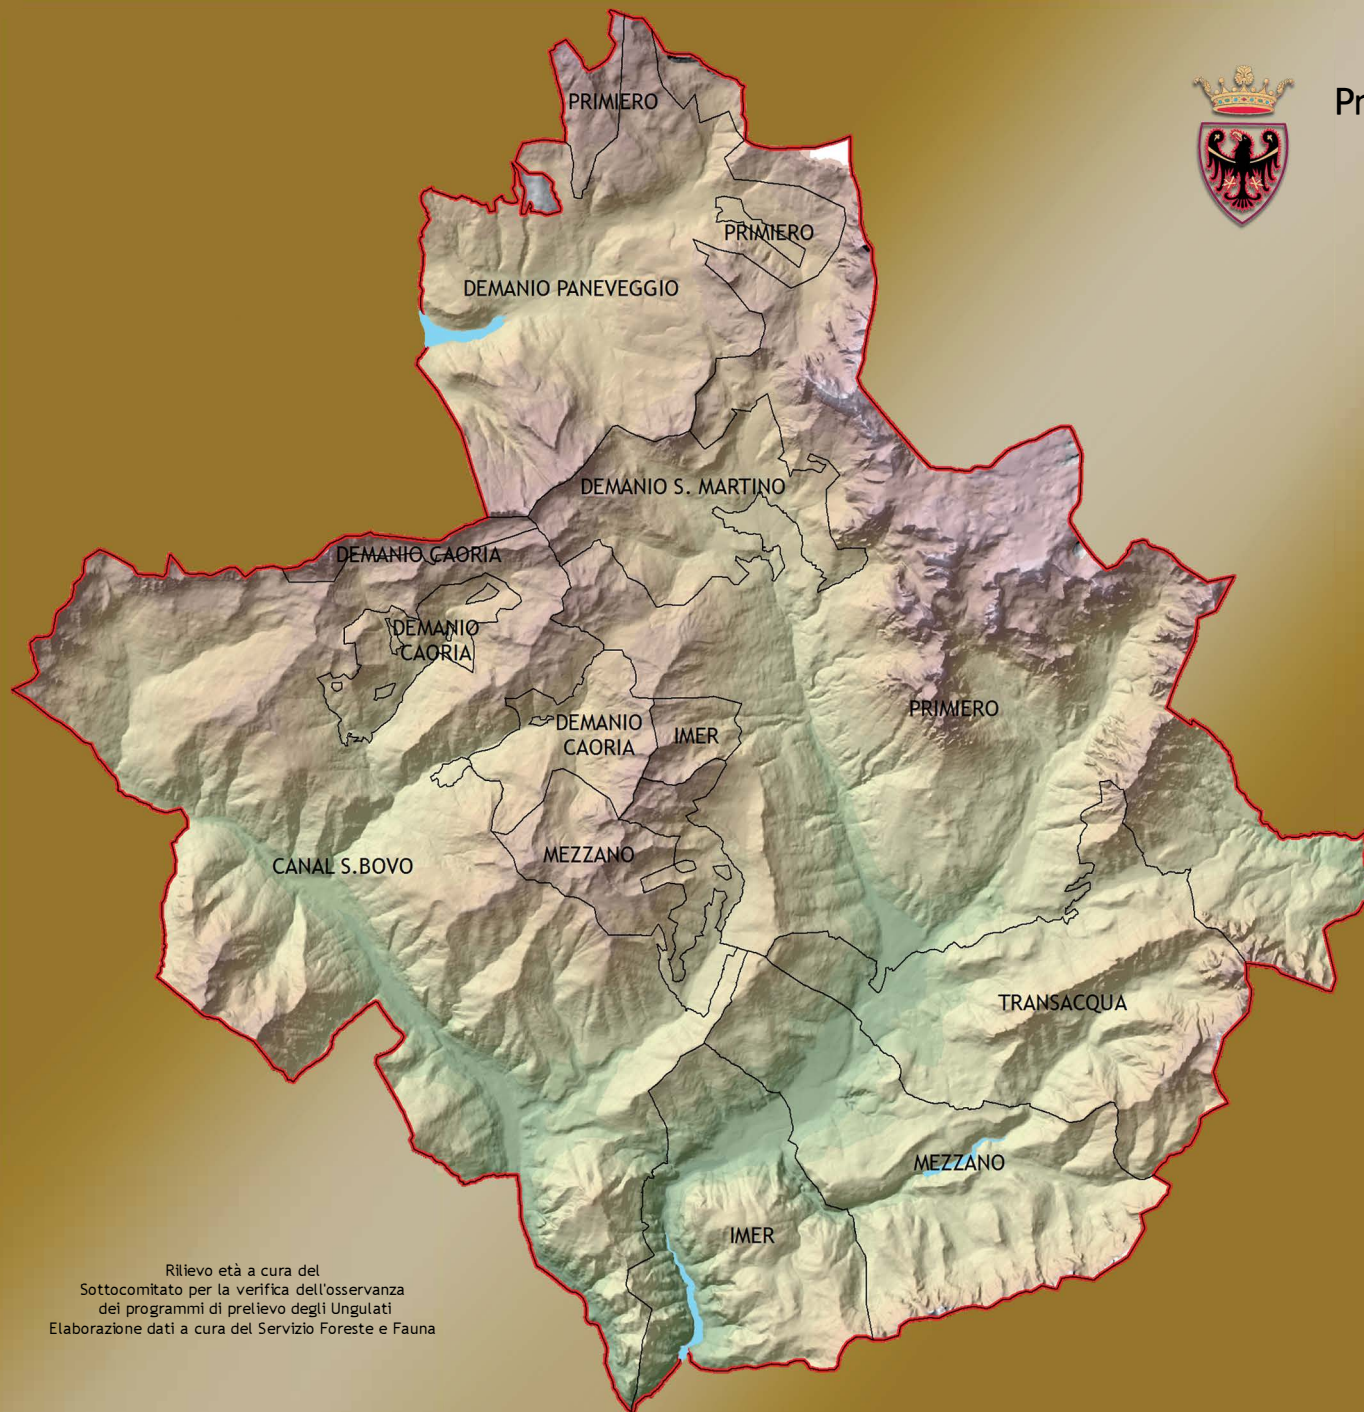 Pr
PRIMIERO
PRIMIERO
DEMANIO PANEVEGGIO
DEMANIO S. MARTINO
DEMANIO CAORIA
DEMANIO
CAORIA
PRIMIERO
DEMANIO
CAORIA
IMER
MEZZANO
CANAL S.BOVO
TRANSACQUA
MEZZANO
IMER
Rilievo età a cura del
Sottocomitato per la verifica dell'osservanza
dei programmi di prelievo degli Ungulati
Elaborazione dati a cura del Servizio Foreste e Fauna